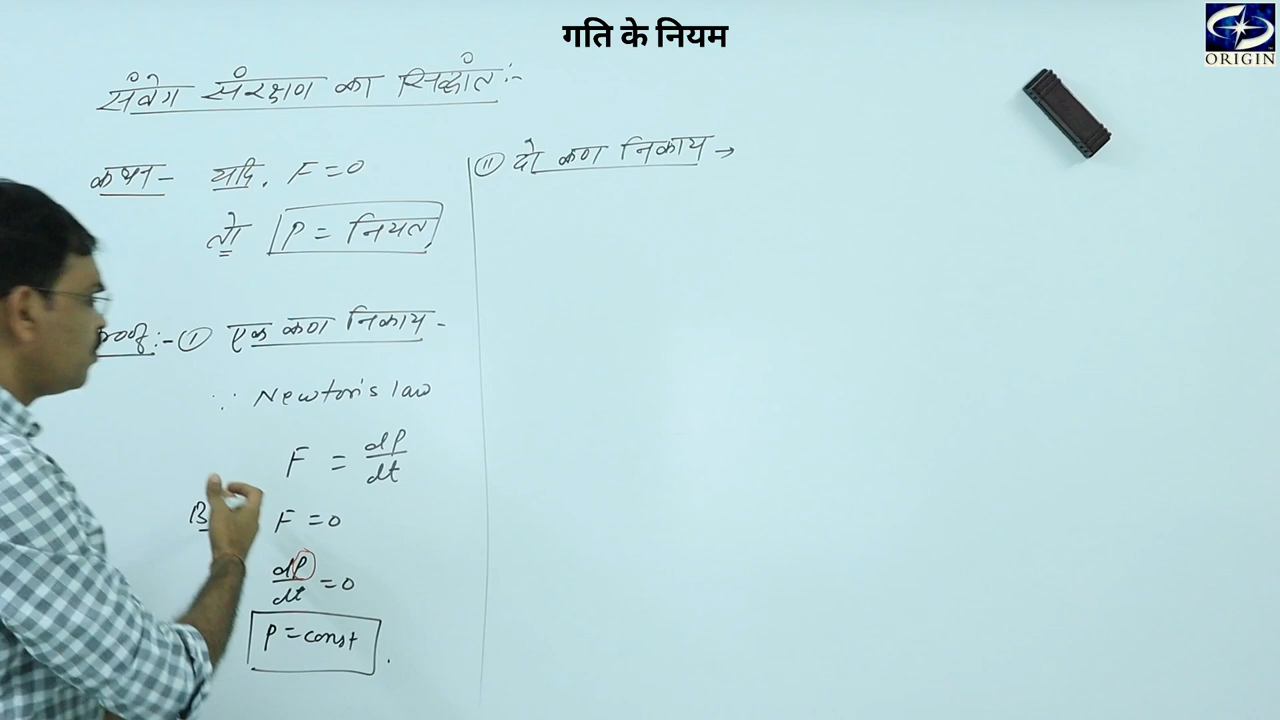 गति के नियम
ORIGIN
संवेग संरक्षण का सिद्धांत :-
कथन - यदि, F = 0
तो P = नियत
Proof :- (I) एक कण निकाय -
∵ Newton's law
F = dP/dt
F = 0
dP/dt = 0
P = const
(II) दो कण निकाय →